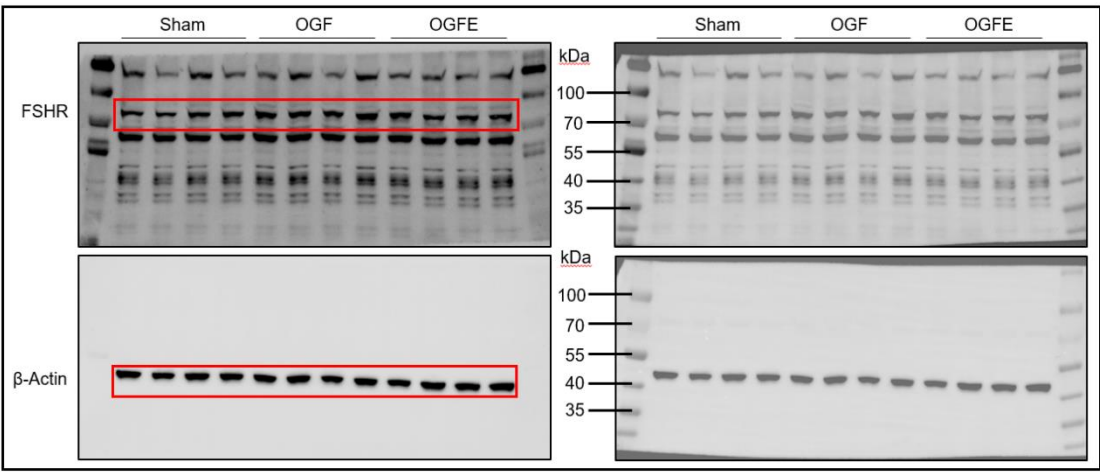 Sham OGF OGFE
Sham OGF OGFE
FSHR
kDa
100
70
55
40
35
β-Actin
kDa
100
70
55
40
35